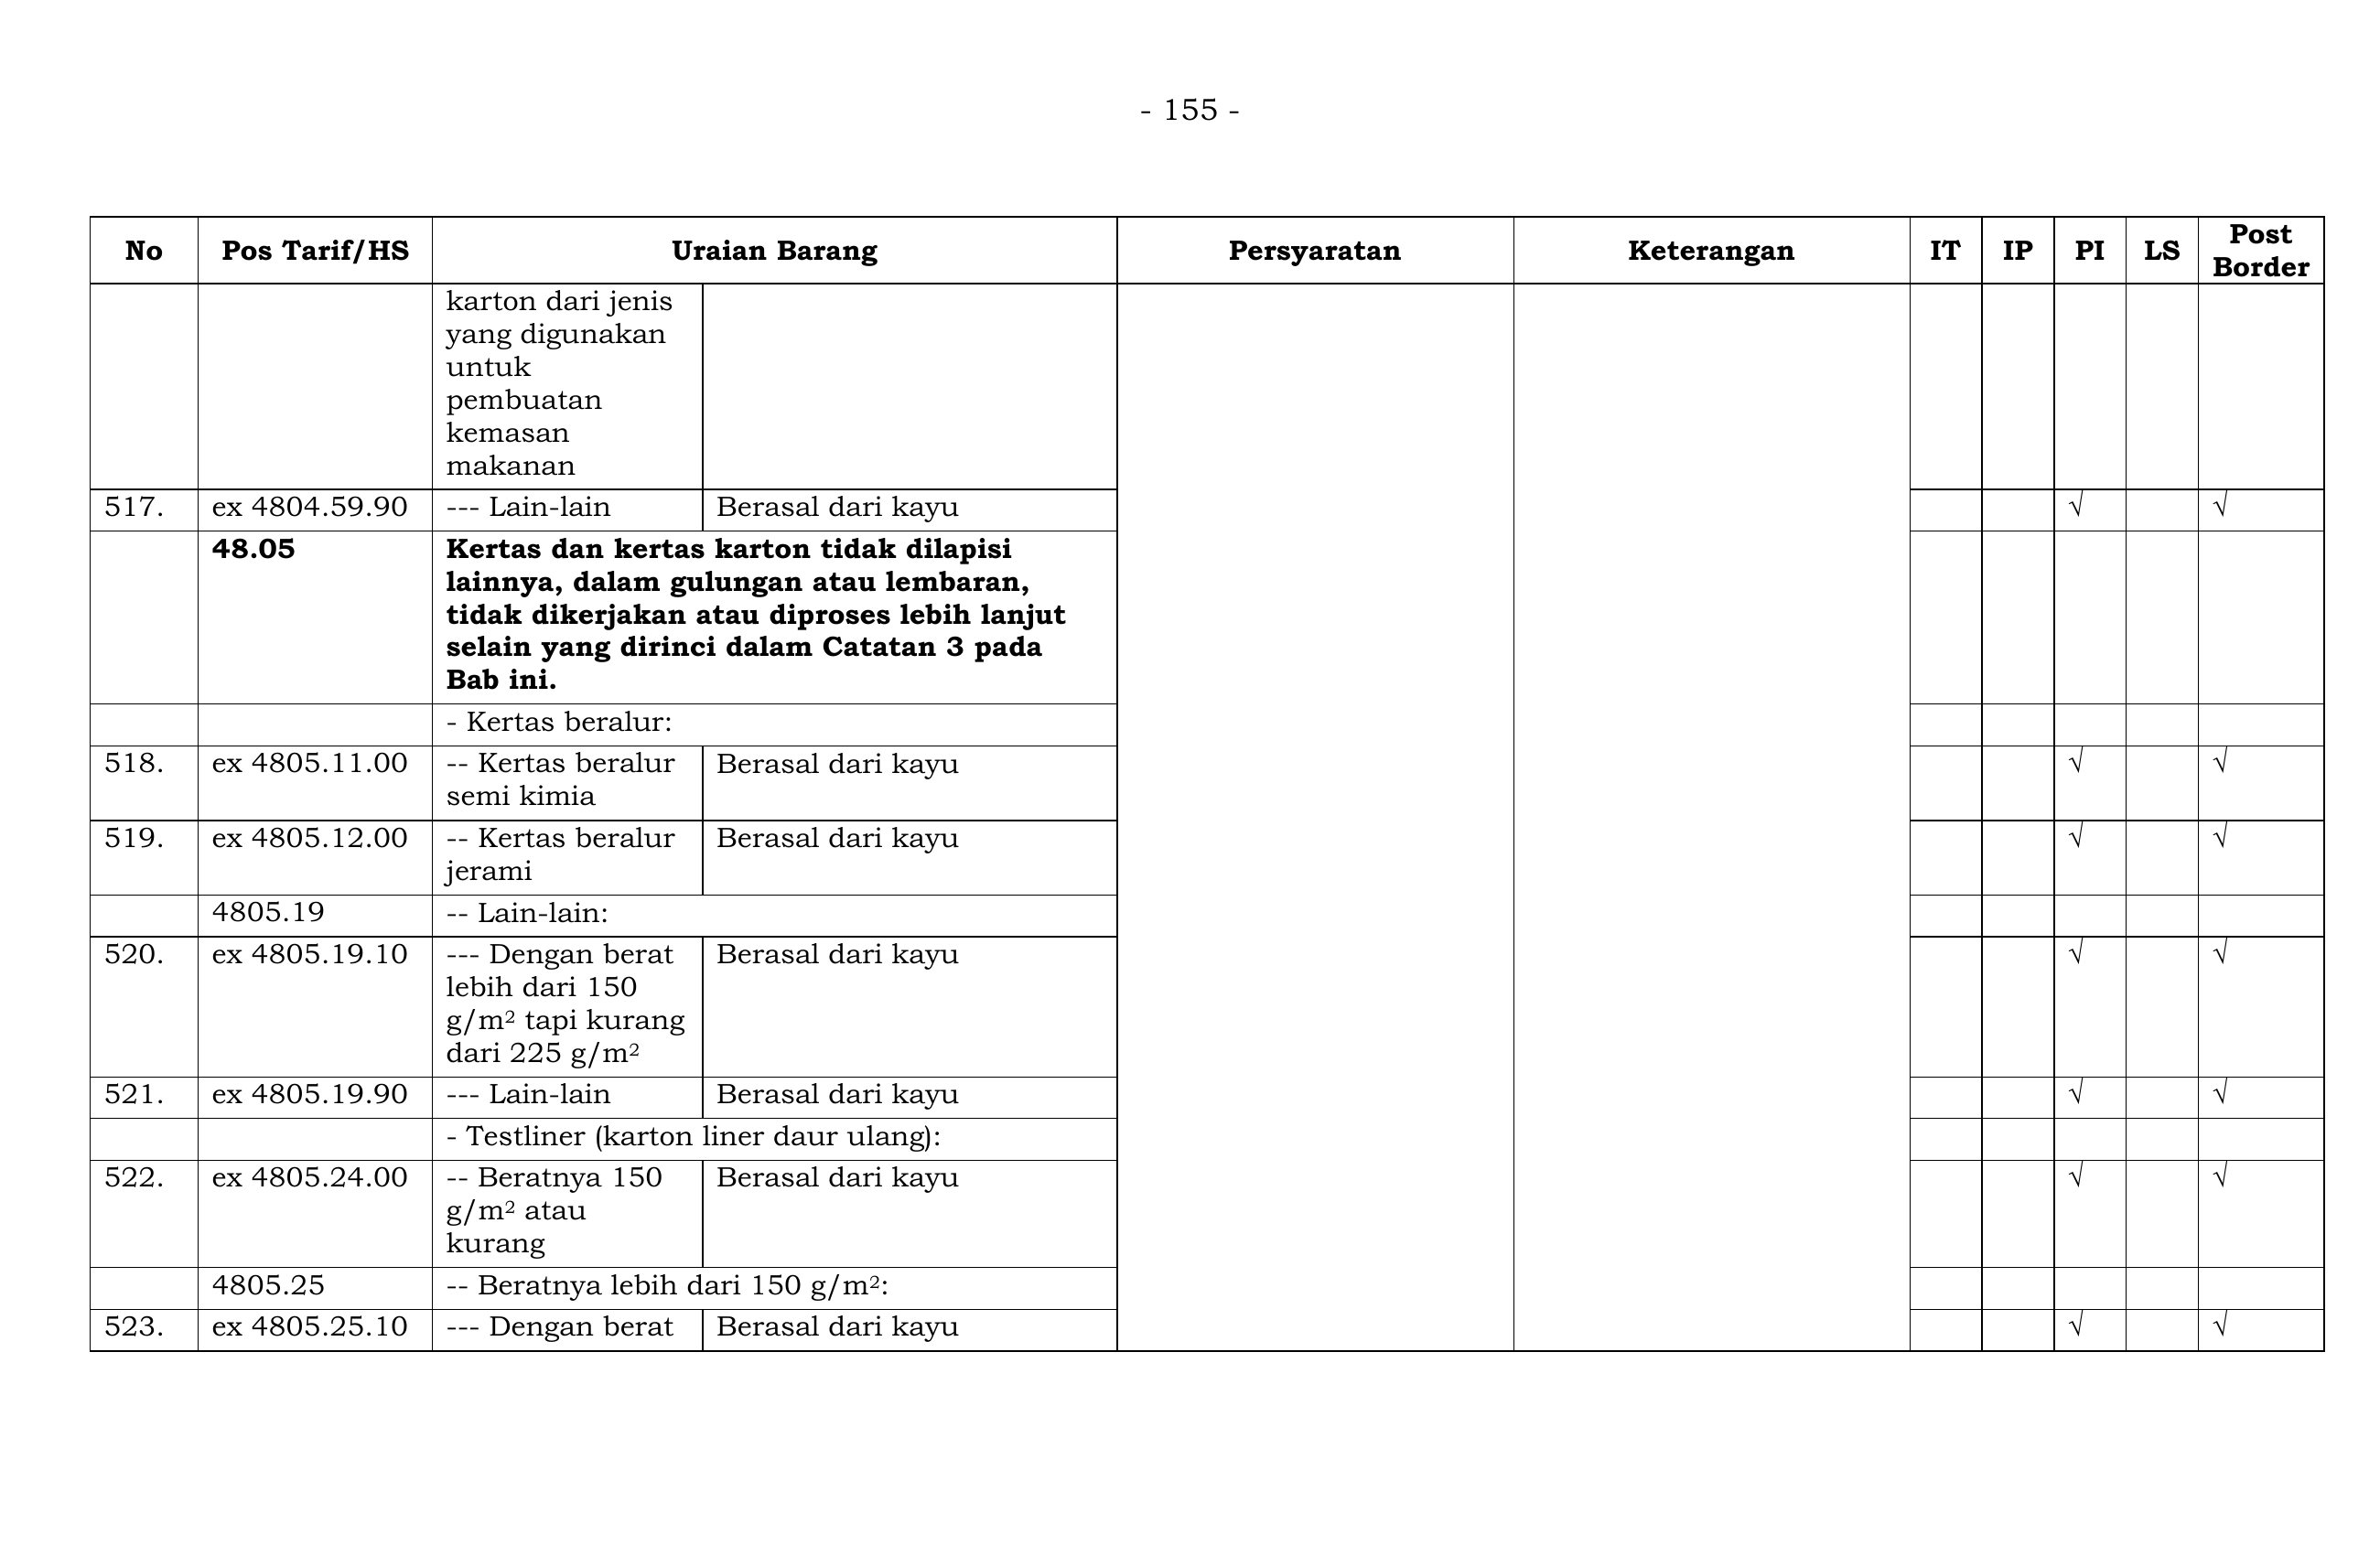 - 155 -
No Pos Tarif/HS Uraian Barang Persyaratan Keterangan IT IP PI LS Post Border
karton dari jenis
yang digunakan
untuk
pembuatan
kemasan
makanan
517. ex 4804.59.90 --- Lain-lain Berasal dari kayu √ √
48.05 Kertas dan kertas karton tidak dilapisi
lainnya, dalam gulungan atau lembaran,
tidak dikerjakan atau diproses lebih lanjut
selain yang dirinci dalam Catatan 3 pada
Bab ini.
- Kertas beralur:
518. ex 4805.11.00 -- Kertas beralur Berasal dari kayu √ √
semi kimia
519. ex 4805.12.00 -- Kertas beralur Berasal dari kayu √ √
jerami
4805.19 -- Lain-lain:
520. ex 4805.19.10 --- Dengan berat Berasal dari kayu √ √
lebih dari 150
g/m² tapi kurang
dari 225 g/m²
521. ex 4805.19.90 --- Lain-lain Berasal dari kayu √ √
- Testliner (karton liner daur ulang):
522. ex 4805.24.00 -- Beratnya 150 Berasal dari kayu √ √
g/m² atau
kurang
4805.25 -- Beratnya lebih dari 150 g/m²:
523. ex 4805.25.10 --- Dengan berat Berasal dari kayu √ √